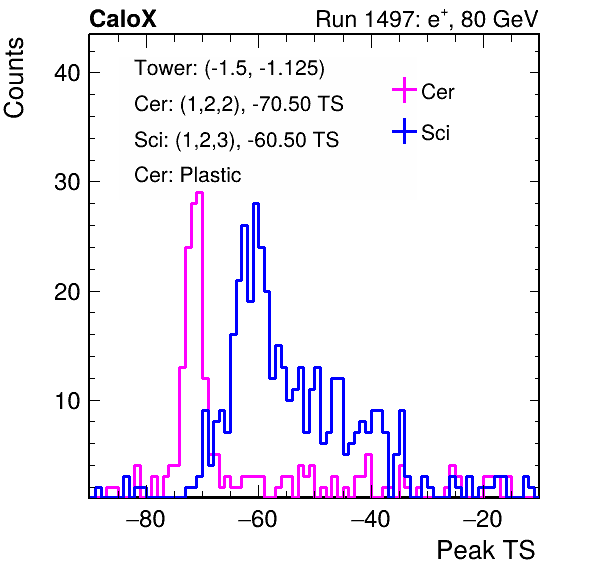 CaloX Run 1497: e⁺, 80 GeV
Counts
Tower: (-1.5, -1.125)
Cer: (1,2,2), -70.50 TS
Sci: (1,2,3), -60.50 TS
Cer: Plastic
Cer
Sci
40
30
20
10
−80 −60 −40 −20
Peak TS